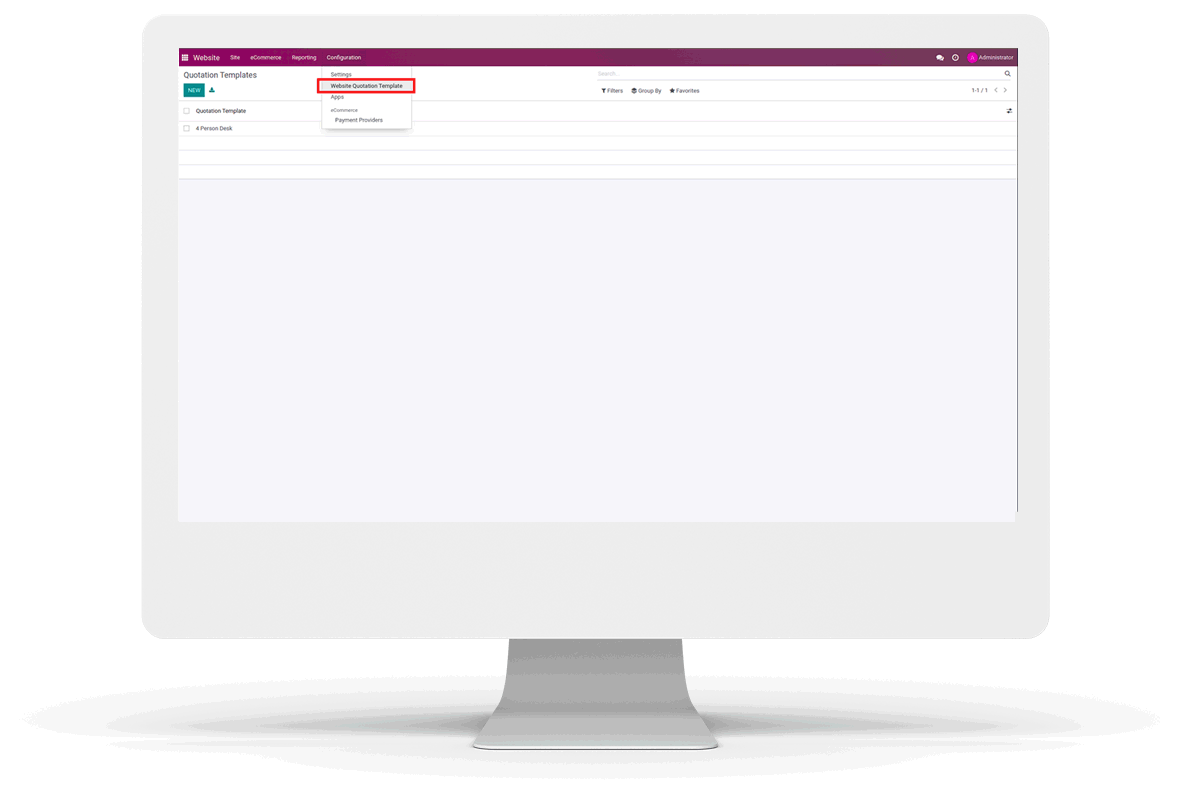 Website Site eCommerce Reporting Configuration A Administrator
Quotation Templates
Search...
NEW
Filters Group By Favorites 1-1 / 1
Settings
Website Quotation Template
Apps
eCommerce
Payment Providers
Quotation Template
4 Person Desk